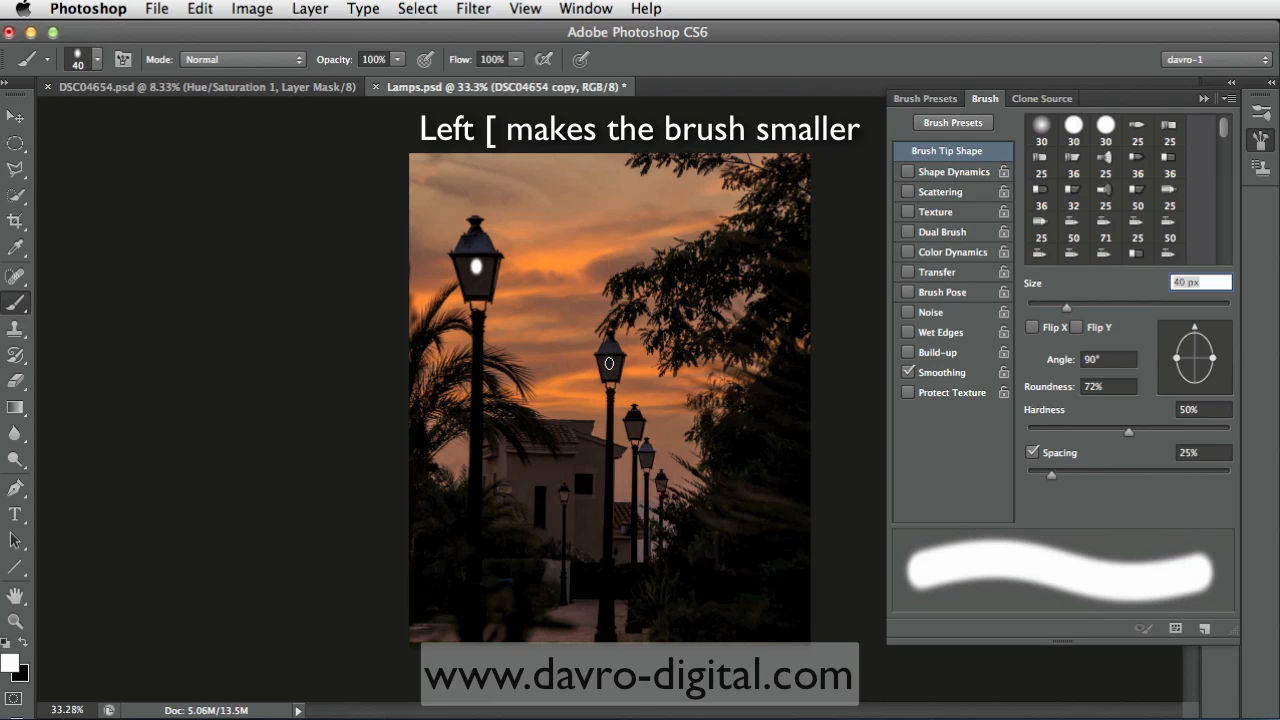 Photoshop File Edit Image Layer Type Select Filter View Window Help
Adobe Photoshop CS6
40 Mode: Normal Opacity: 100% Flow: 100% davro-1
DSC04654.psd @ 8.33% (Hue/Saturation 1, Layer Mask/8) Lamps.psd @ 33.3% (DSC04654 copy, RGB/8) *
Brush Presets Brush Clone Source
Left [ makes the brush smaller
Brush Presets
Brush Tip Shape
Shape Dynamics
Scattering
Texture
Dual Brush
Color Dynamics
Transfer
Brush Pose
Noise
Wet Edges
Build-up
Smoothing
Protect Texture
30 30 30 25 25
25 36 25 36 36
36 32 25 50 25
25 50 71 25 50
Size 40 px
Flip X Flip Y
Angle: 90°
Roundness: 72%
Hardness 50%
Spacing 25%
www.davro-digital.com
33.28% Doc: 5.06M/13.5M